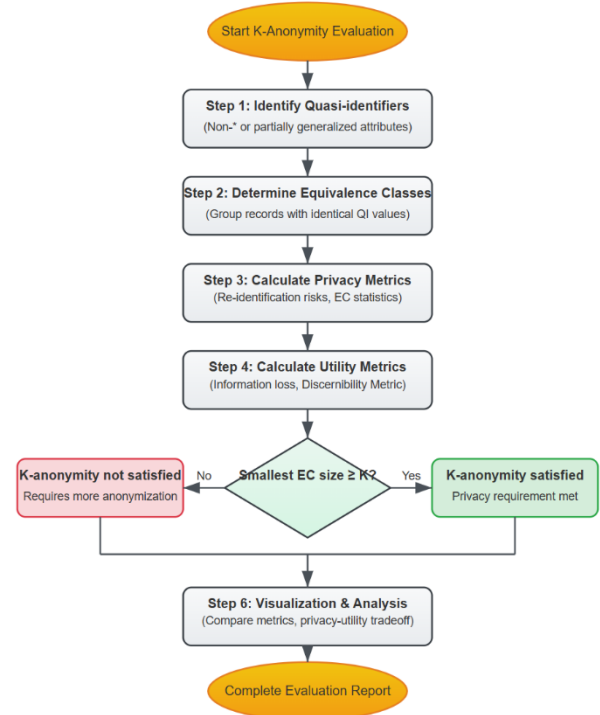 Start K-Anonymity Evaluation
Step 1: Identify Quasi-identifiers
(Non-* or partially generalized attributes)
Step 2: Determine Equivalence Classes
(Group records with identical QI values)
Step 3: Calculate Privacy Metrics
(Re-identification risks, EC statistics)
Step 4: Calculate Utility Metrics
(Information loss, Discernibility Metric)
Smallest EC size ≥ K?
No
Yes
K-anonymity not satisfied
Requires more anonymization
K-anonymity satisfied
Privacy requirement met
Step 6: Visualization & Analysis
(Compare metrics, privacy-utility tradeoff)
Complete Evaluation Report